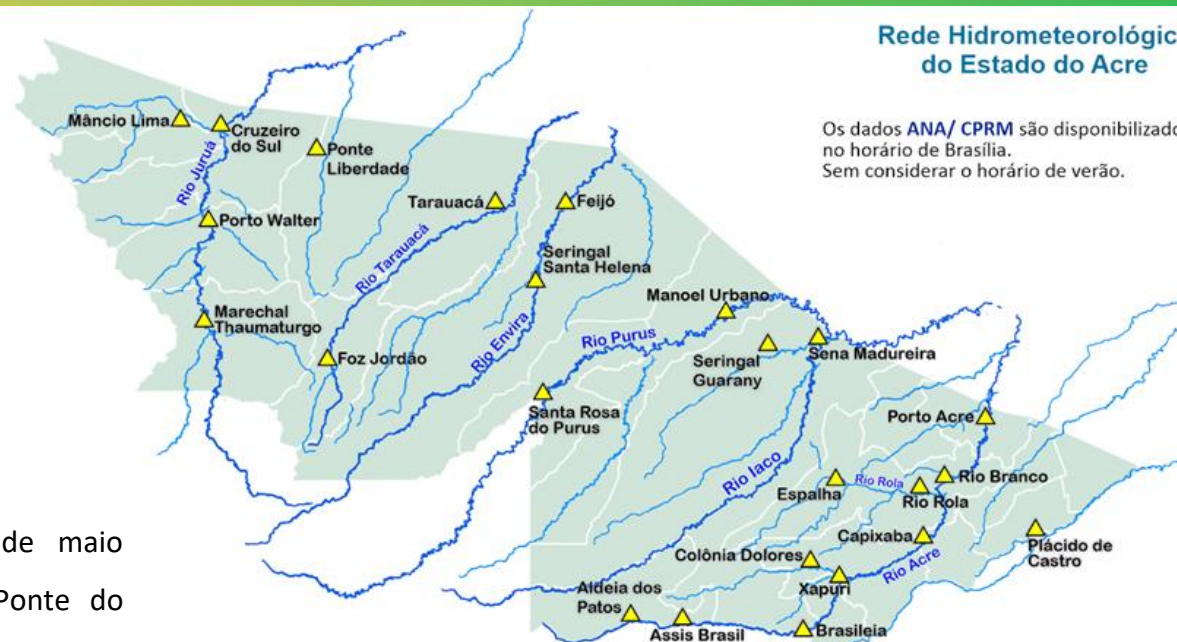 Rede Hidrometeorológic
do Estado do Acre
Os dados ANA/ CPRM são disponibilizado
no horário de Brasília.
Sem considerar o horário de verão.
Mâncio Lima
Cruzeiro
do Sul
Ponte
Liberdade
Rio Juruá
Porto Walter
Tarauacá
Feijó
Rio Tarauacá
Seringal
Santa Helena
Marechal
Thaumaturgo
Foz Jordão
Rio Envira
Manoel Urbano
Rio Purus
Seringal
Guarany
Sena Madureira
Santa Rosa
do Purus
Porto Acre
Rio Iaco
Espalha
Rio Rola
Rio Rola
Rio Branco
Capixaba
Plácido de
Castro
Colônia Dolores
Rio Acre
Xapuri
Aldeia dos
Patos
Assis Brasil
Brasileia
de maio
Ponte do